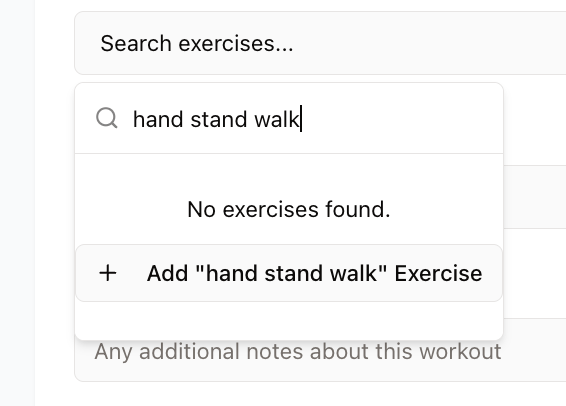 Search exercises...
hand stand walk
No exercises found.
+ Add "hand stand walk" Exercise
Any additional notes about this workout